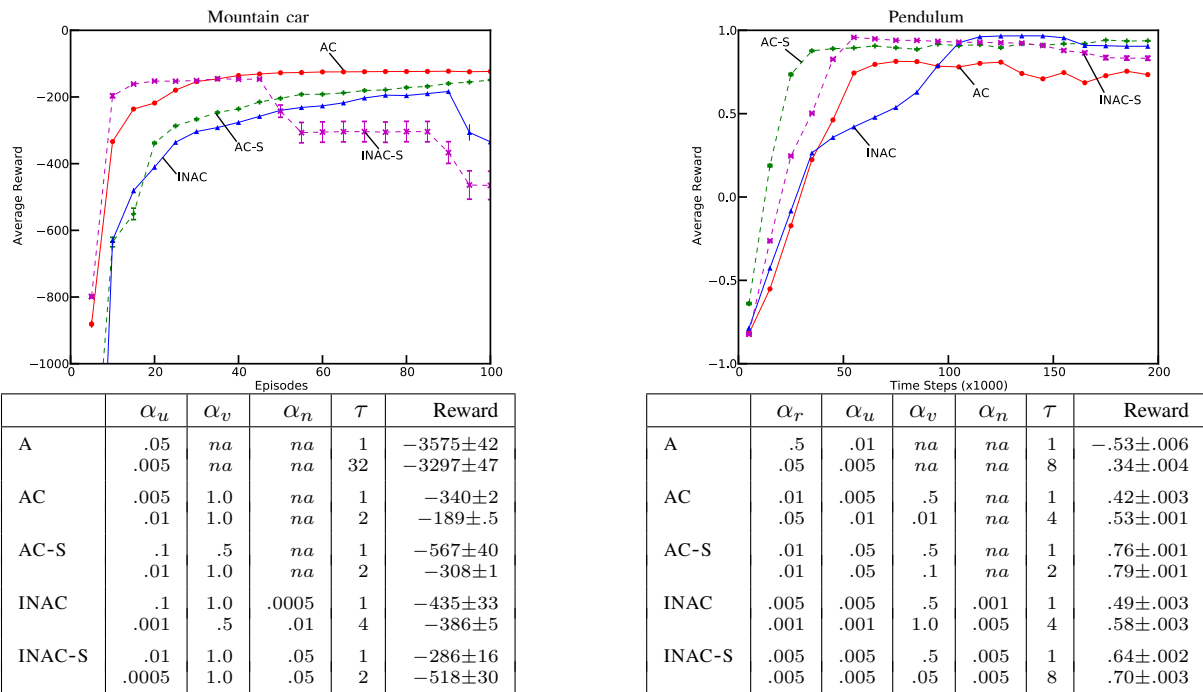 Mountain car
0
−200
−400
−600
−800
−1000
Average Reward
AC
AC-S
INAC-S
INAC
0 20 40 60 80 100
Episodes
α_u α_v α_n τ Reward
A .05 na na 1 −3575±42
.005 na na 32 −3297±47
AC .005 1.0 na 1 −340±2
.01 1.0 na 2 −189±.5
AC-S .1 .5 na 1 −567±40
.01 1.0 na 2 −308±1
INAC .1 1.0 .0005 1 −435±33
.001 .5 .01 4 −386±5
INAC-S .01 1.0 .05 1 −286±16
.0005 1.0 .05 2 −518±30
Pendulum
1.0
0.5
0.0
−0.5
−1.0
Average Reward
AC-S
AC
INAC-S
INAC
0 50 100 150 200
Time Steps (x1000)
α_r α_u α_v α_n τ Reward
A .5 .01 na na 1 −.53±.006
.05 .005 na na 8 .34±.004
AC .01 .005 .5 na 1 .42±.003
.05 .01 .01 na 4 .53±.001
AC-S .01 .05 .5 na 1 .76±.001
.01 .05 .1 na 2 .79±.001
INAC .005 .005 .5 .001 1 .49±.003
.001 .001 1.0 .005 4 .58±.003
INAC-S .005 .005 .5 .005 1 .64±.002
.005 .005 .05 .005 8 .70±.003